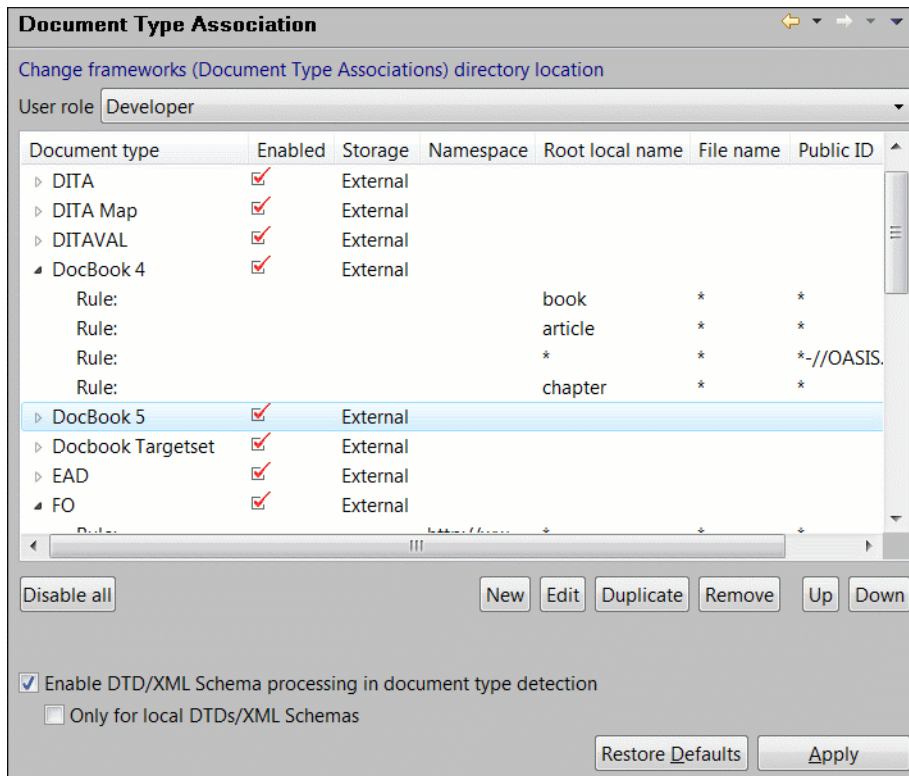 Document Type Association
Change frameworks (Document Type Associations) directory location
User role Developer
Document type Enabled Storage Namespace Root local name File name Public ID
DITA External
DITA Map External
DITAVAL External
DocBook 4 External
Rule: book * *
Rule: article * *
Rule: * * *-//OASIS.
Rule: chapter * *
DocBook 5 External
Docbook Targetset External
EAD External
FO External
Rule: * * *
Disable all New Edit Duplicate Remove Up Down
Enable DTD/XML Schema processing in document type detection
Only for local DTDs/XML Schemas
Restore Defaults Apply